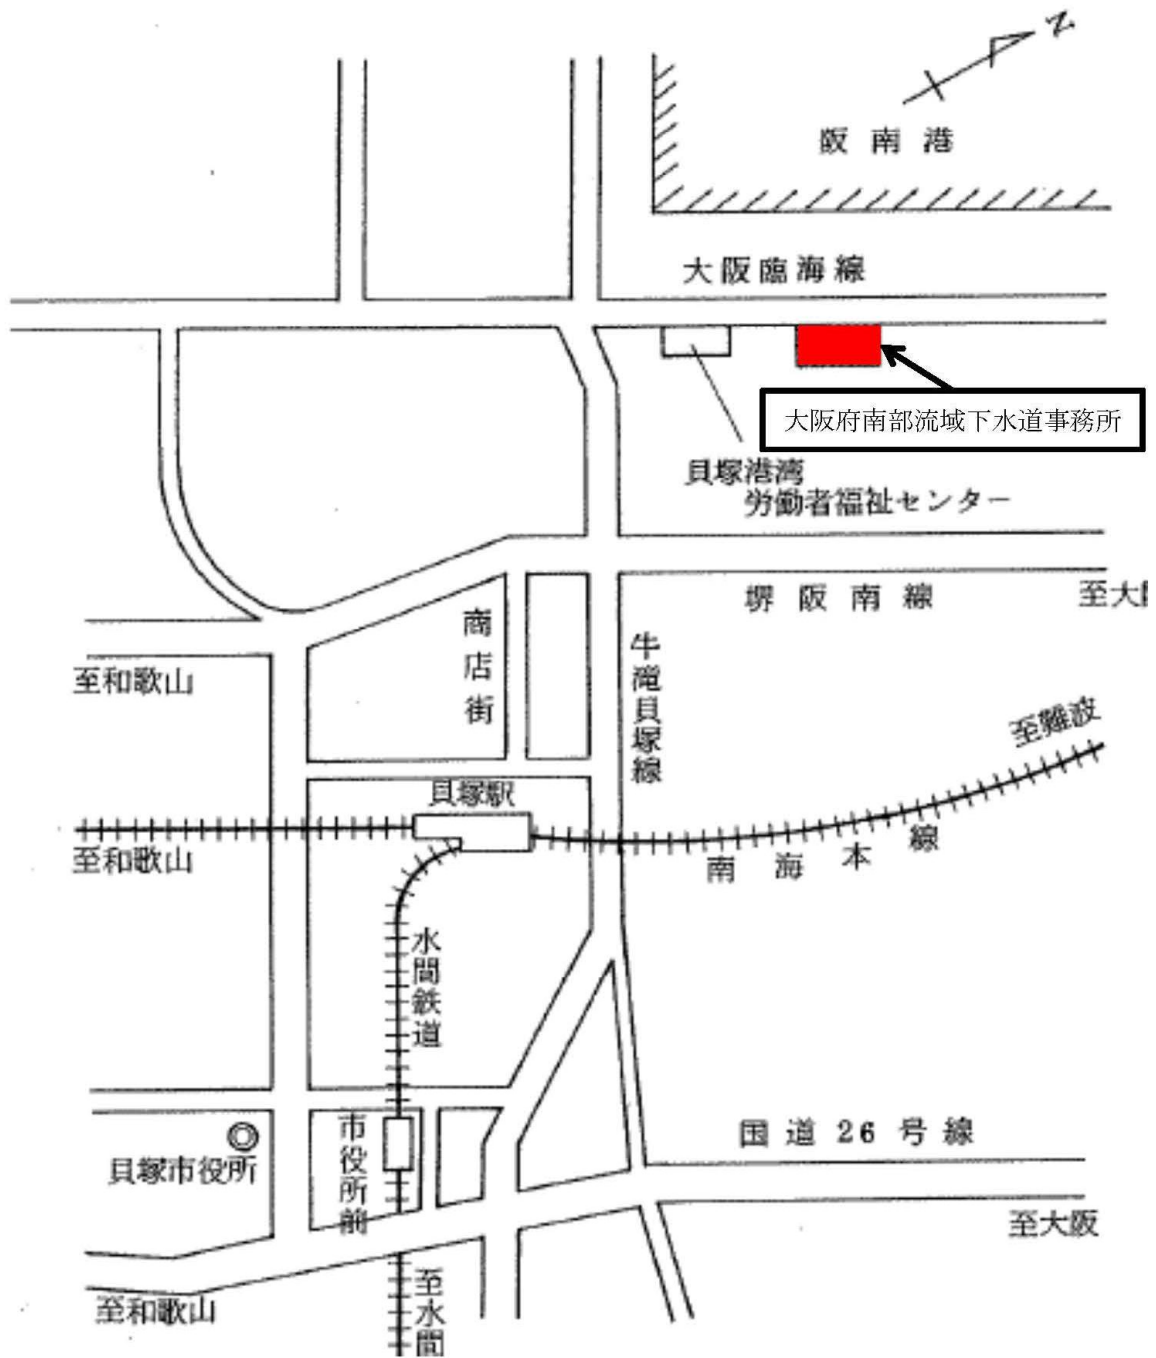 N
阪南港
大阪臨海線
大阪府南部流域下水道事務所
貝塚港湾
労働者福祉センター
堺阪南線
至大阪
商店街
牛滝貝塚線
至和歌山
至難波
貝塚駅
至和歌山
南海本線
水間鉄道
国道26号線
市役所前
貝塚市役所
至大阪
至和歌山
至水間